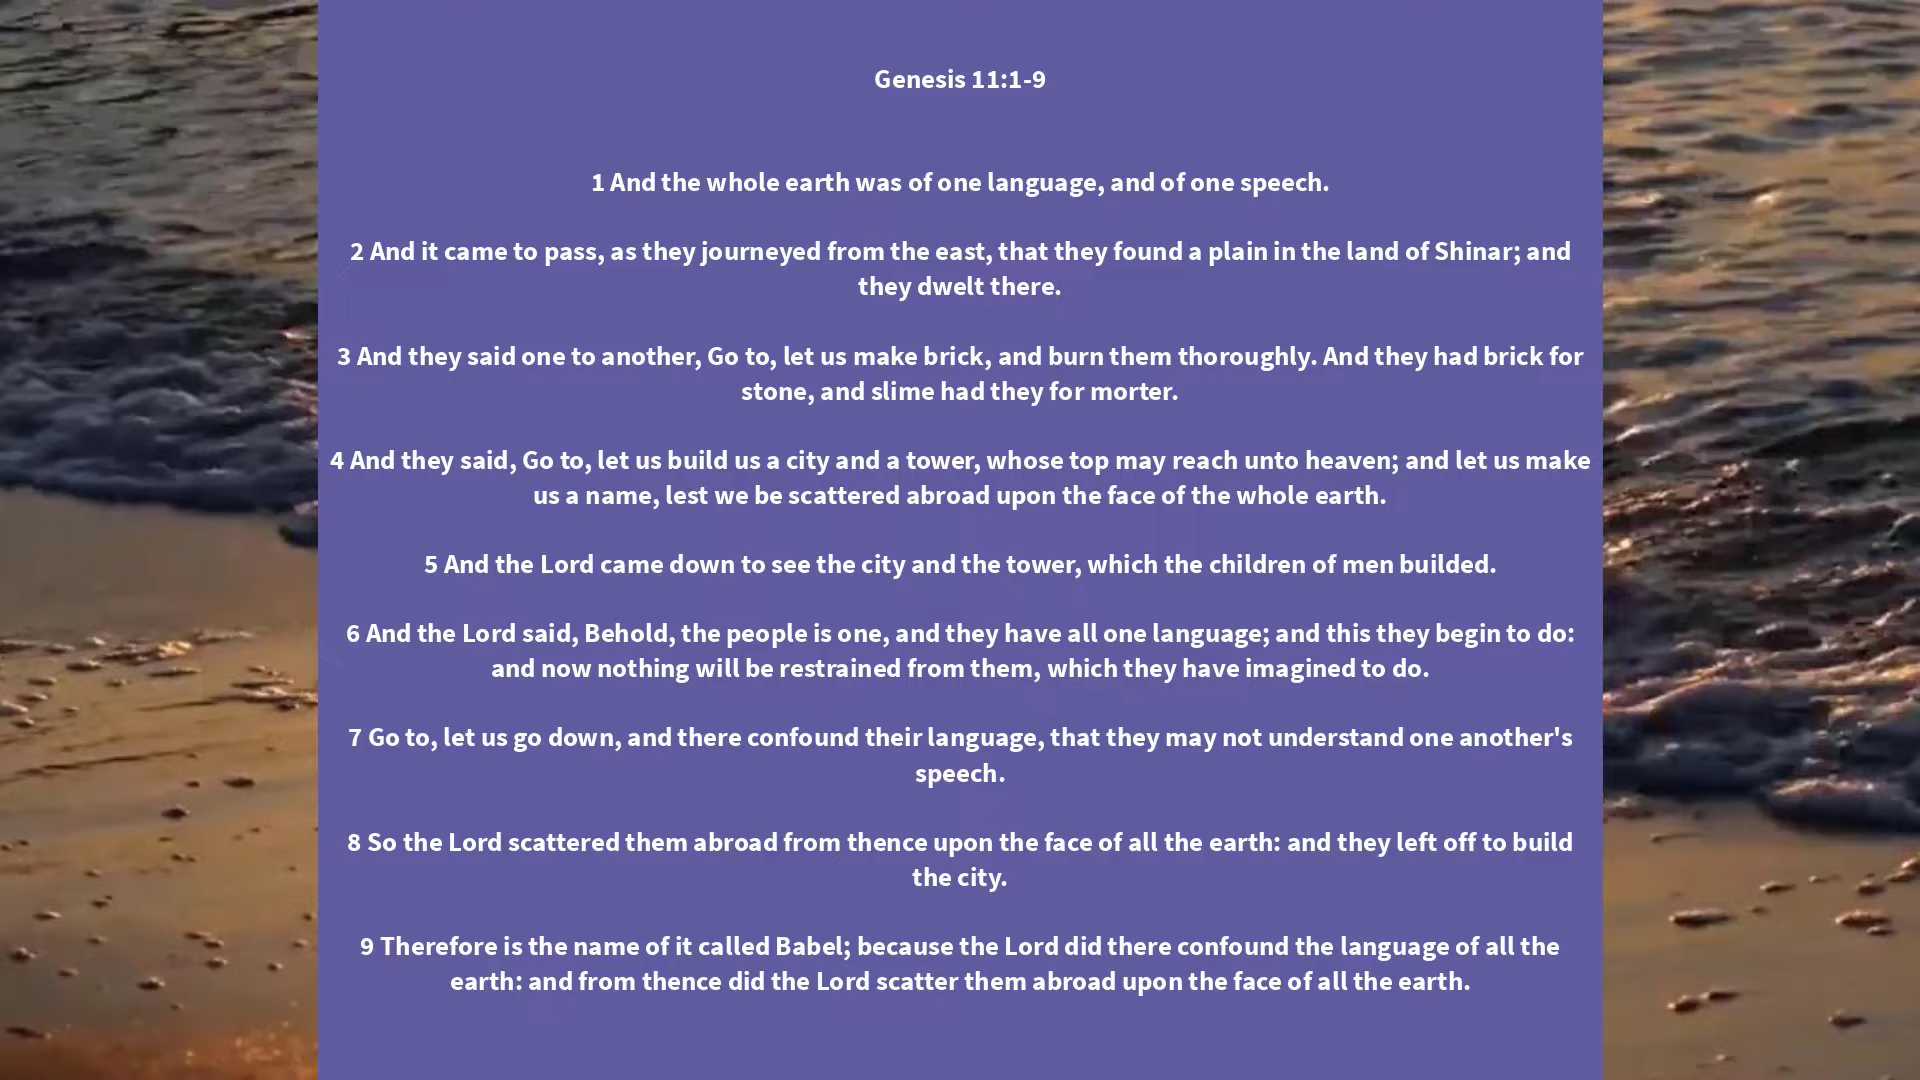 Genesis 11:1-9
1 And the whole earth was of one language, and of one speech.
2 And it came to pass, as they journeyed from the east, that they found a plain in the land of Shinar; and
they dwelt there.
3 And they said one to another, Go to, let us make brick, and burn them thoroughly. And they had brick for
stone, and slime had they for morter.
4 And they said, Go to, let us build us a city and a tower, whose top may reach unto heaven; and let us make
us a name, lest we be scattered abroad upon the face of the whole earth.
5 And the Lord came down to see the city and the tower, which the children of men builded.
6 And the Lord said, Behold, the people is one, and they have all one language; and this they begin to do:
and now nothing will be restrained from them, which they have imagined to do.
7 Go to, let us go down, and there confound their language, that they may not understand one another's
speech.
8 So the Lord scattered them abroad from thence upon the face of all the earth: and they left off to build
the city.
9 Therefore is the name of it called Babel; because the Lord did there confound the language of all the
earth: and from thence did the Lord scatter them abroad upon the face of all the earth.